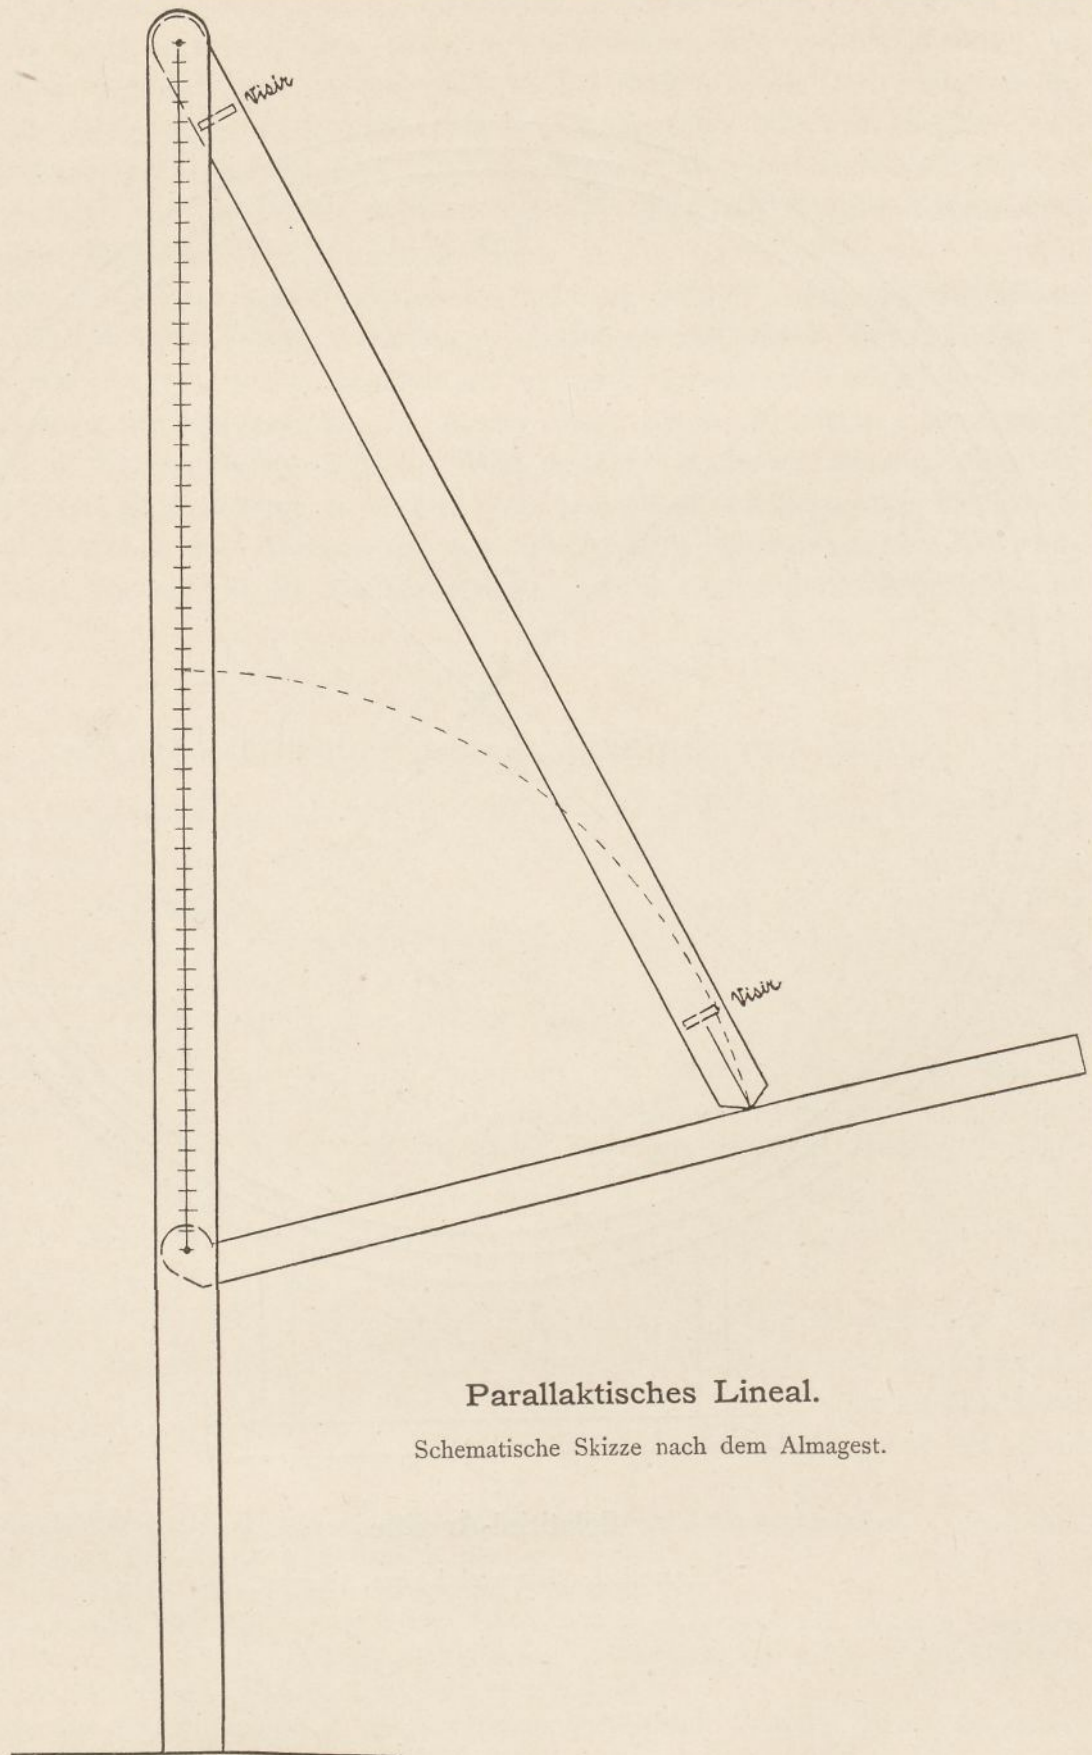 Visir
Visir
Parallaktisches Lineal.
Schematische Skizze nach dem Almagest.